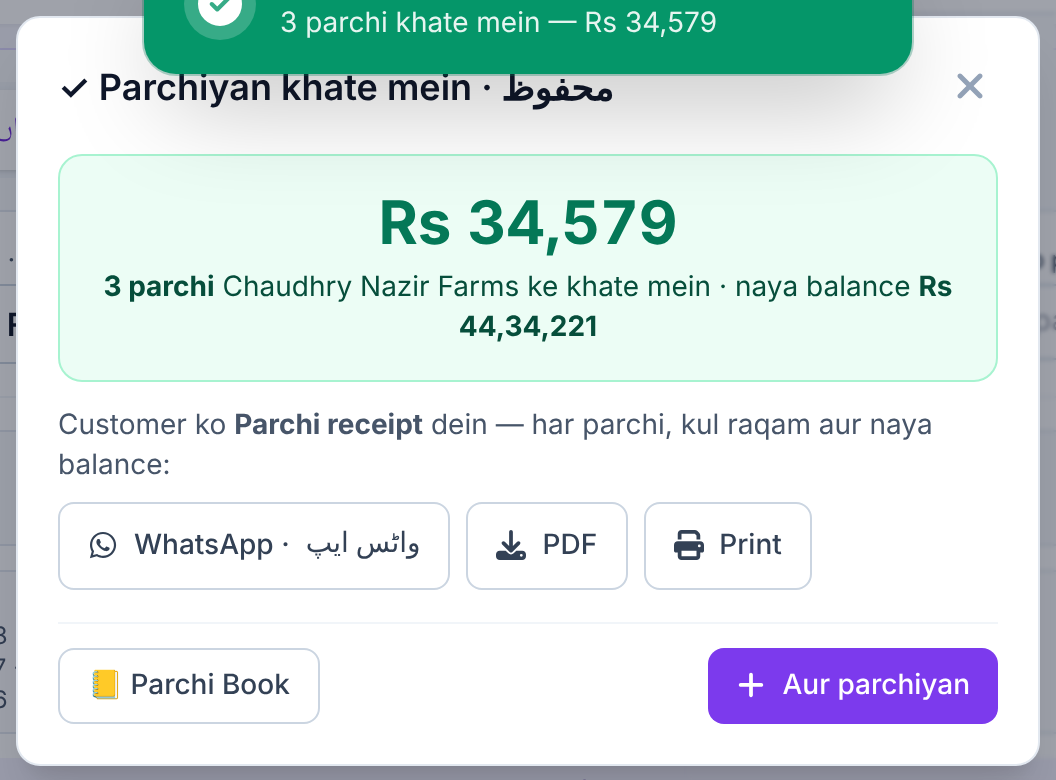 3 parchi khate mein — Rs 34,579
Parchiyan khate mein · محفوظ
Rs 34,579
3 parchi Chaudhry Nazir Farms ke khate mein · naya balance Rs
44,34,221
Customer ko Parchi receipt dein — har parchi, kul raqam aur naya
balance:
WhatsApp · واٹس ایپ
PDF
Print
Parchi Book
Aur parchiyan